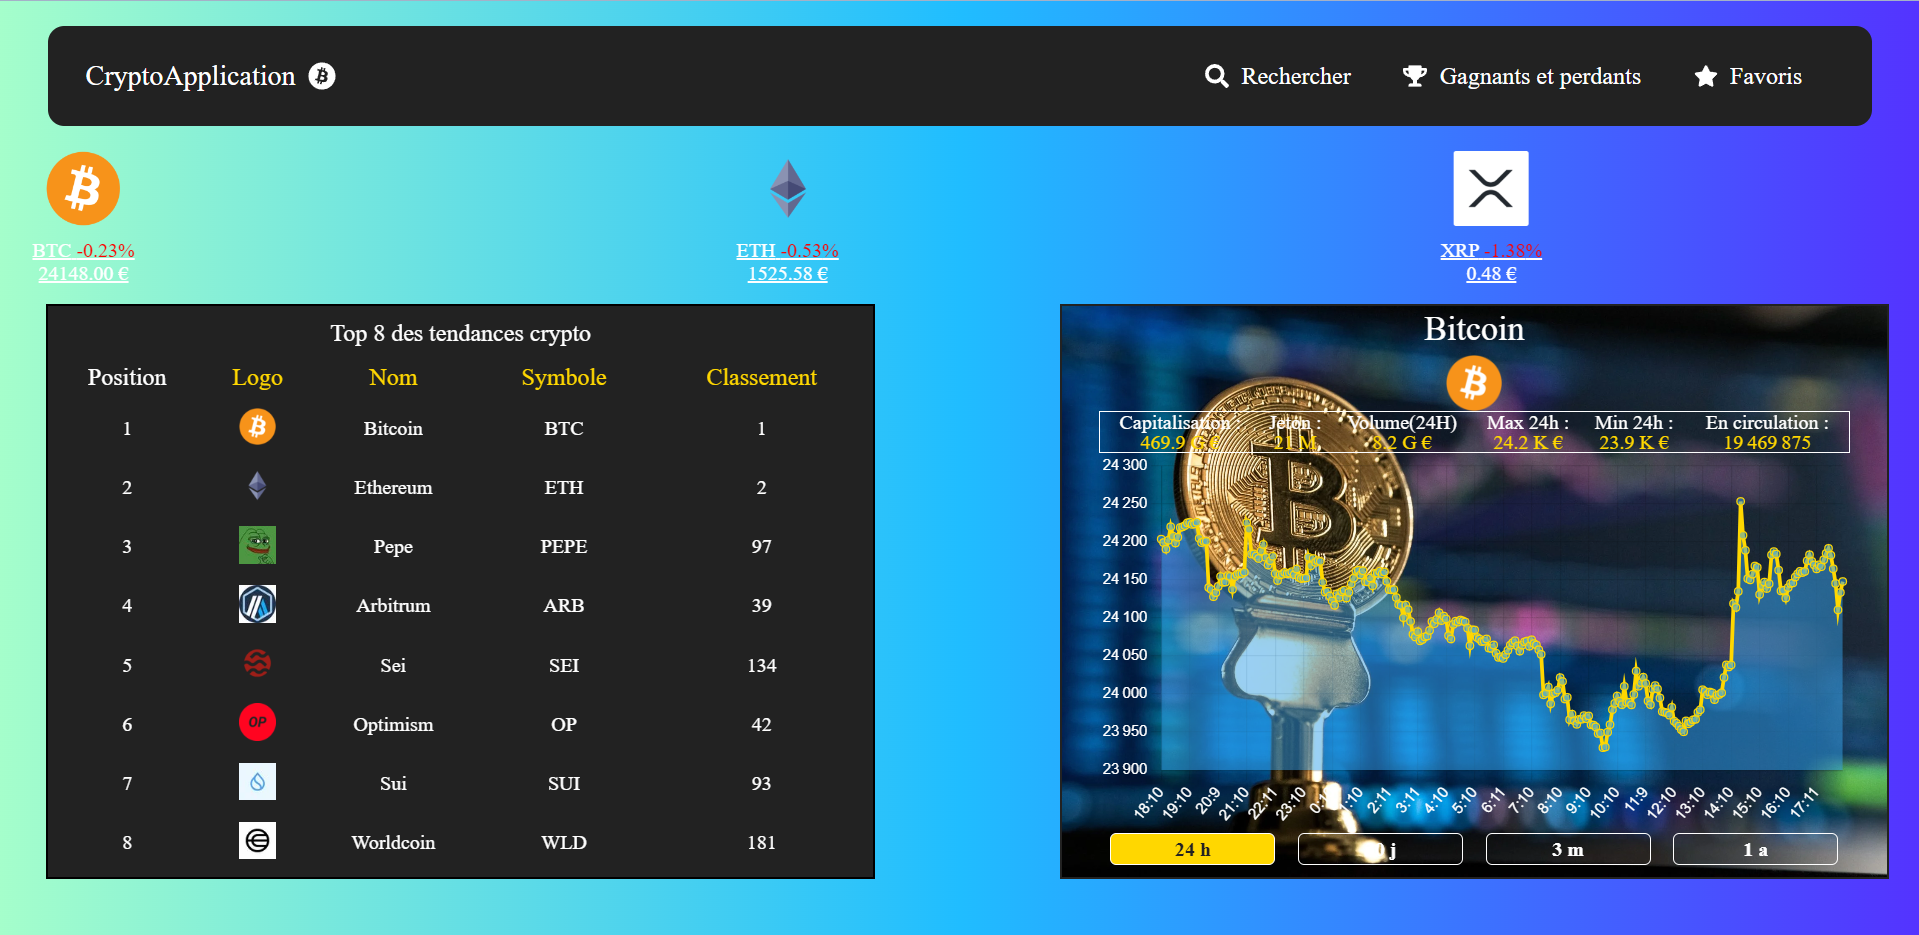 CryptoApplication
Rechercher
Gagnants et perdants
Favoris
BTC -0.23%
24148.00 €
ETH -0.53%
1525.58 €
XRP -1.38%
0.48 €
Top 8 des tendances crypto
Position Logo Nom Symbole Classement
1 Bitcoin BTC 1
2 Ethereum ETH 2
3 Pepe PEPE 97
4 Arbitrum ARB 39
5 Sei SEI 134
6 OP Optimism OP 42
7 Sui SUI 93
8 Worldcoin WLD 181
Bitcoin
Capitalisation : Jeton : Volume(24H) Max 24h : Min 24h : En circulation :
469.9 G € 21 M 8.2 G € 24.2 K € 23.9 K € 19 469 875
24 300
24 250
24 200
24 150
24 100
24 050
24 000
23 950
23 900
18:10 19:10 20:9 21:10 22:11 23:10 1:10 2:11 3:11 4:10 5:10 6:11 7:10 8:10 9:10 10:10 11:9 12:10 13:10 14:10 15:10 16:10 17:11
24 h j 3 m 1 a